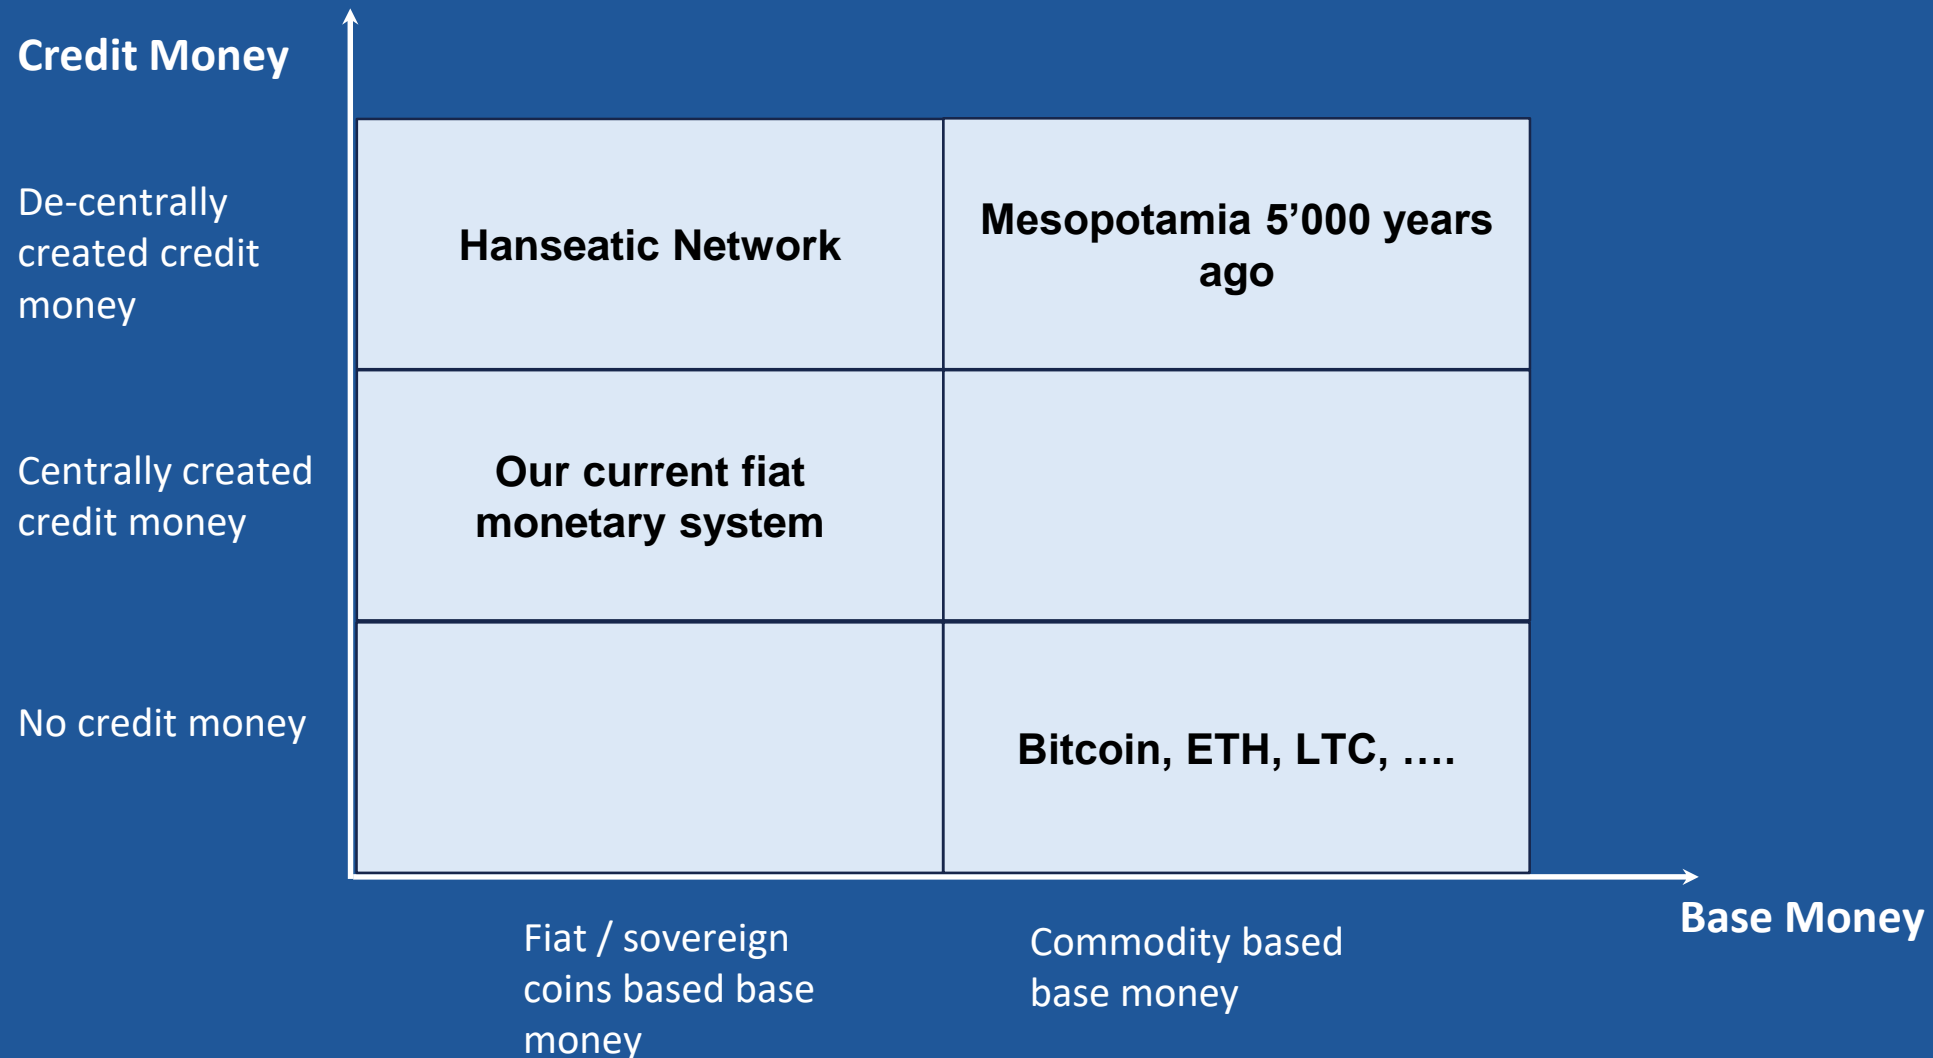 Credit Money
De-centrally
created credit
money
Hanseatic Network
Mesopotamia 5’000 years
ago
Centrally created
credit money
Our current fiat
monetary system
No credit money
Bitcoin, ETH, LTC, ....
Base Money
Fiat / sovereign
coins based base
money
Commodity based
base money